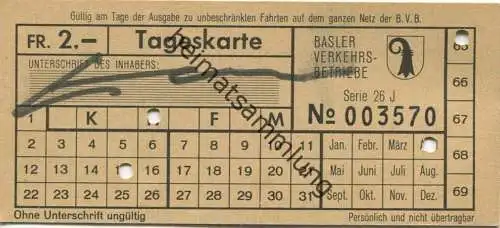 Gültig am Tage der Ausgabe zu unbeschränkten Fahrten auf dem ganzen Netz der B.V.B.
FR. 2.– Tageskarte
UNTERSCHRIFT DES INHABERS:
BASLER
VERKEHRS-
BETRIEBE
Serie 26 J
№ 003570
65
66
67
68
69
1 K F M
2 3 4 5 6 7 8 9 10 11 Jan. Febr. März
12 13 14 15 16 17 18 19 20 21 Mai Juni Juli Aug.
22 23 24 25 26 27 28 29 30 31 Sept. Okt. Nov. Dez.
Ohne Unterschrift ungültig Persönlich und nicht übertragbar
heimatsammlung